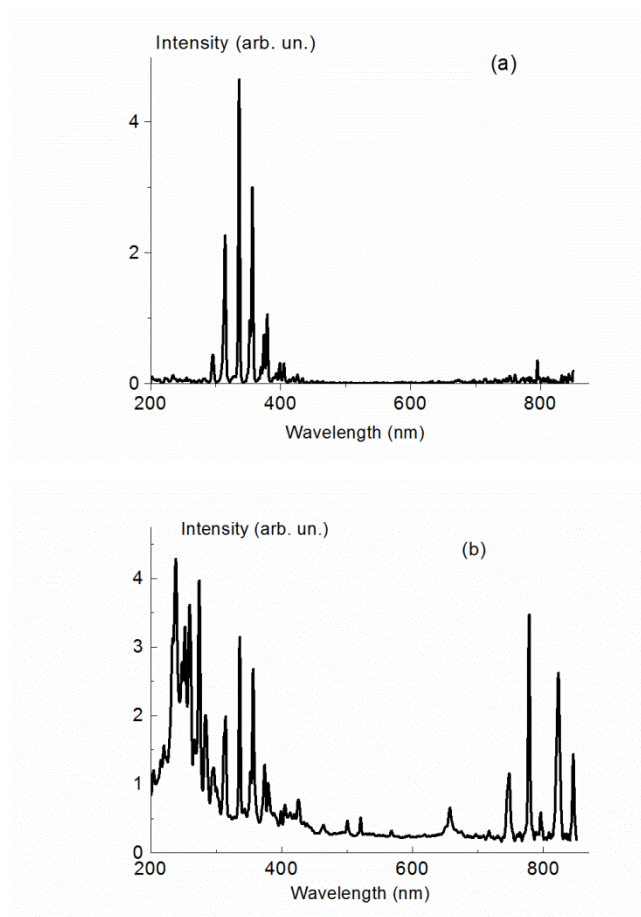 Intensity (arb. un.)
(a)
4
2
0
200 400 600 800
Wavelength (nm)
Intensity (arb. un.)
(b)
4
3
2
1
0
200 400 600 800
Wavelength (nm)